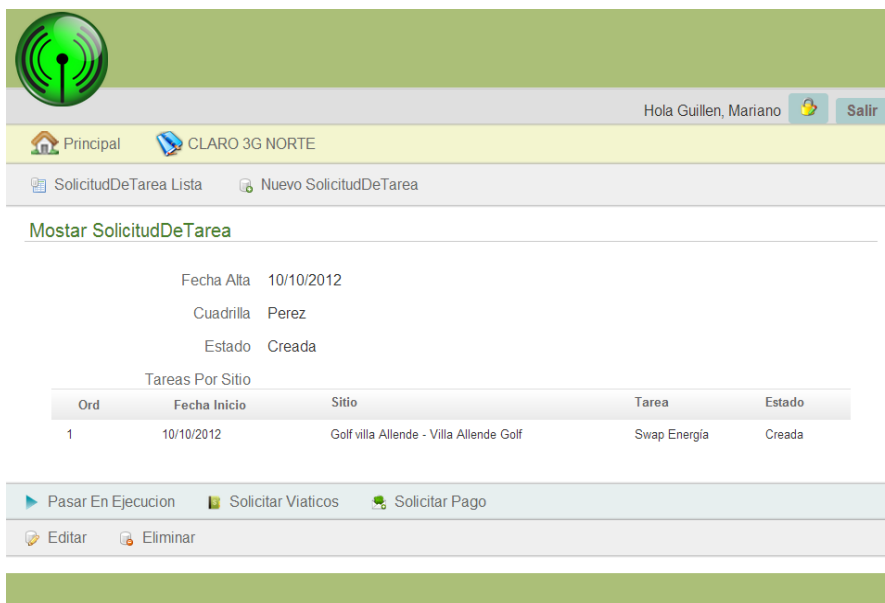 Hola Guillen, Mariano Salir
Principal CLARO 3G NORTE
SolicitudDeTarea Lista Nuevo SolicitudDeTarea
Mostar SolicitudDeTarea
Fecha Alta 10/10/2012
Cuadrilla Perez
Estado Creada
Tareas Por Sitio
Ord Fecha Inicio Sitio Tarea Estado
1 10/10/2012 Golf villa Allende - Villa Allende Golf Swap Energía Creada
Pasar En Ejecucion Solicitar Viaticos Solicitar Pago
Editar Eliminar